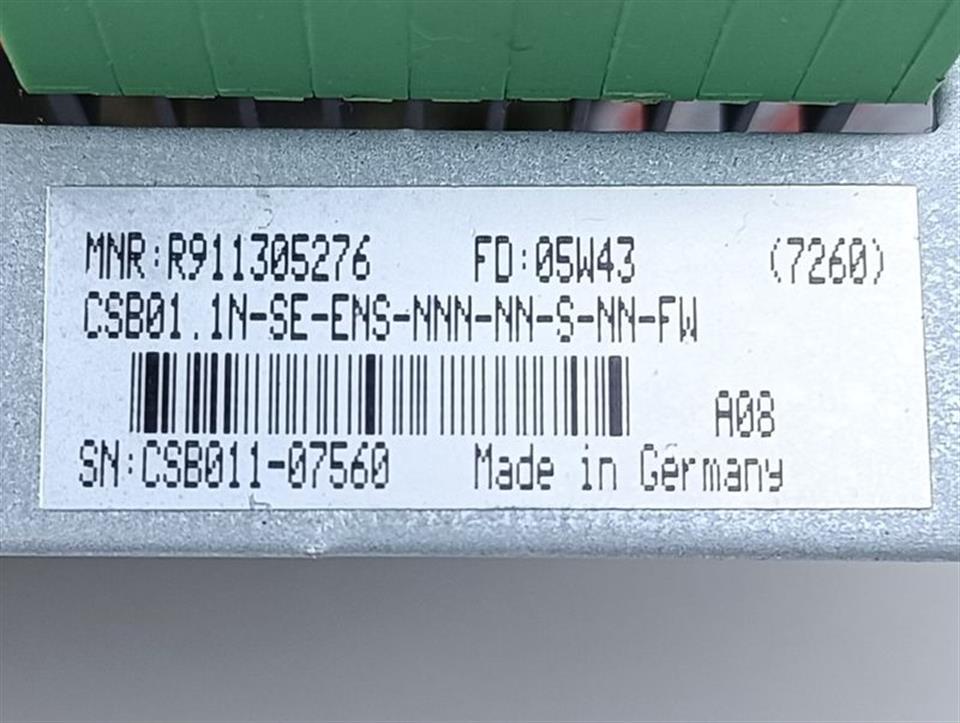 MNR:R911305276 FD:05W43 (7260)
CSB01.1N-SE-ENS-NNN-NN-S-NN-FW
A08
SN:CSB011-07560 Made in Germany